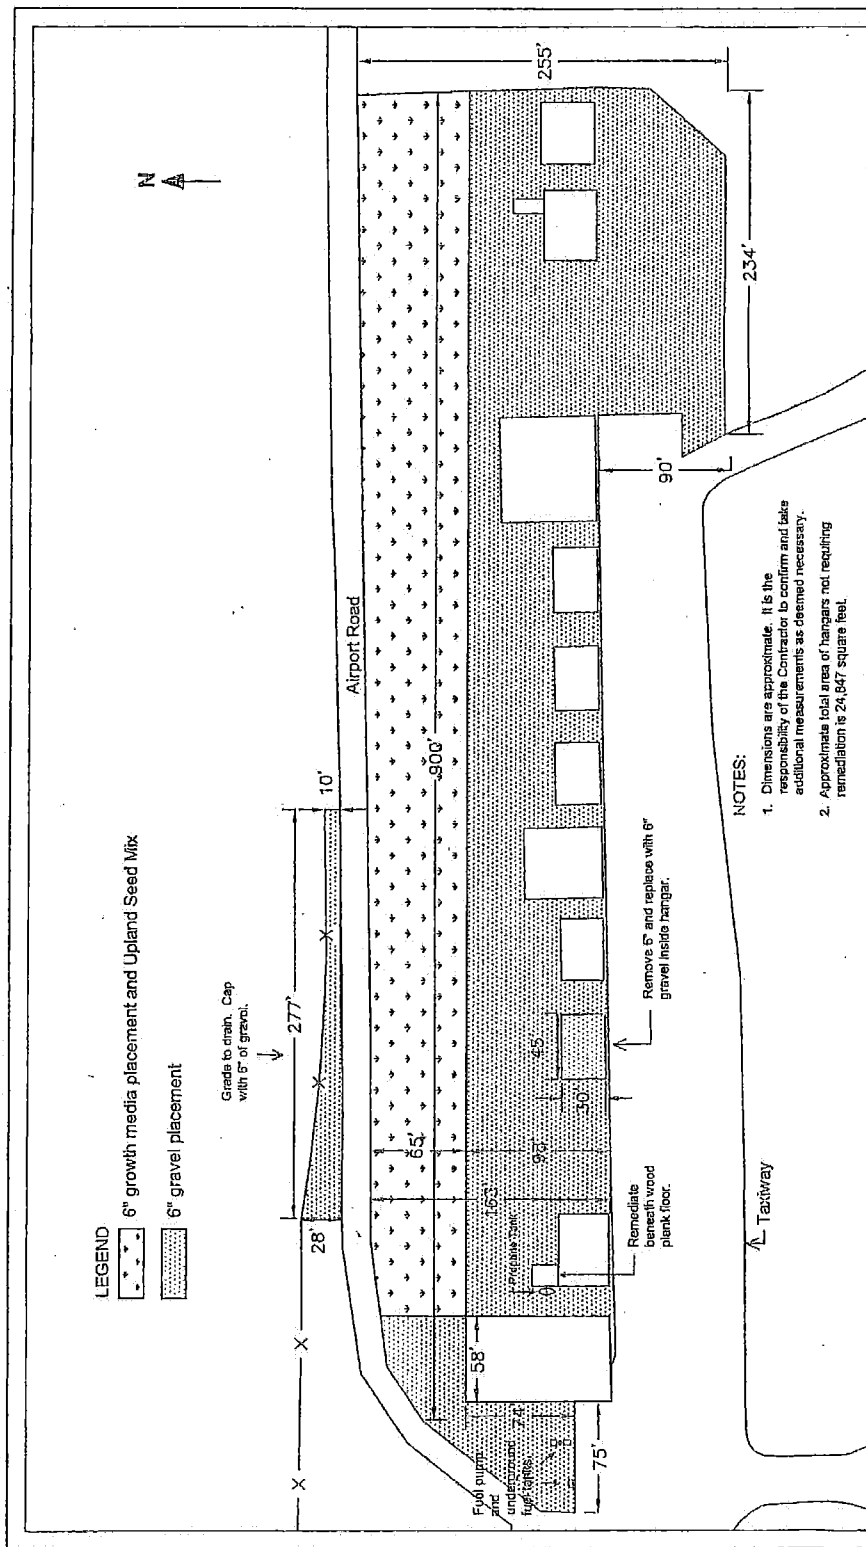 LEGEND
6" growth media placement and Upland Seed Mix
6" gravel placement
N
Grade to drain. Cap
with 6" of gravel.
277'
10'
28'
Airport Road
900'
255'
234'
90'
65'
163'
45'
30'
58'
74'
75'
Propane Tank
Fuel pump
and
underground
fuel tanks
Remediate
beneath wood
plank floor.
Remove 6" and replace with 6"
gravel inside hangar.
Taxiway
NOTES:
1. Dimensions are approximate. It is the
responsibility of the Contractor to confirm and take
additional measurements as deemed necessary.
2. Approximate total area of hangars not requiring
remediation is 24,847 square feet.
X
X
X
X